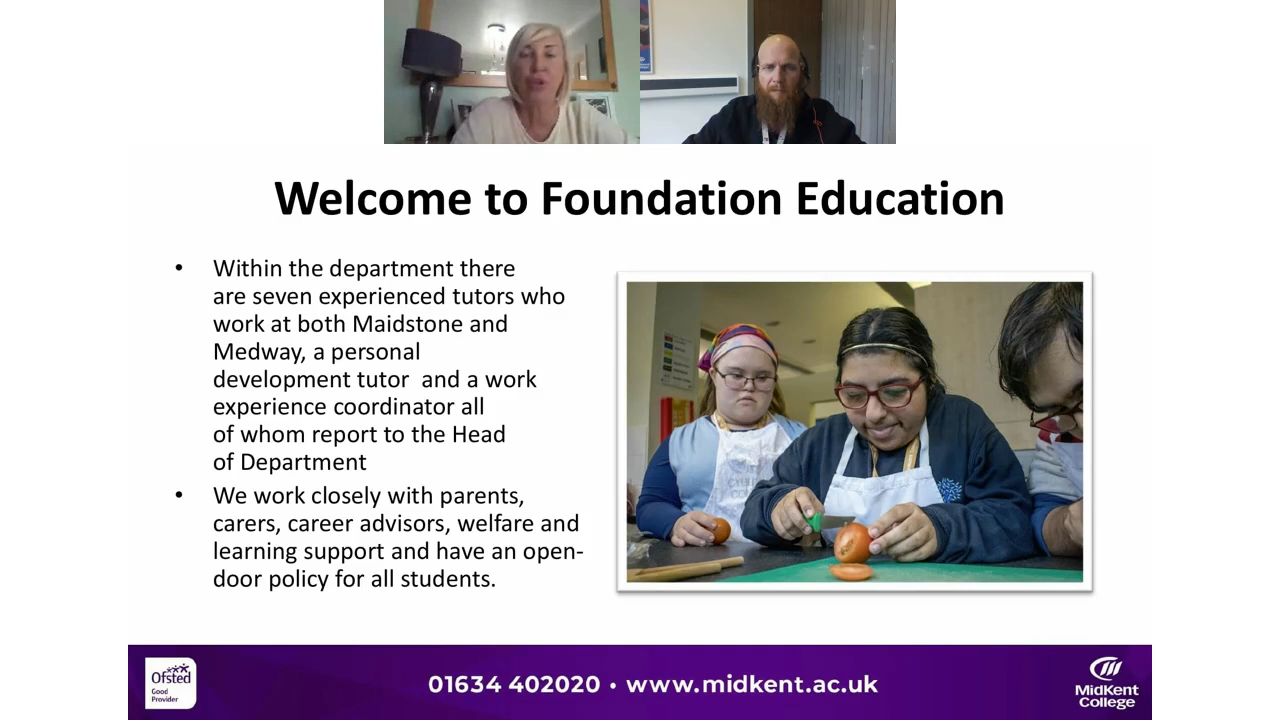 Welcome to Foundation Education
• Within the department there
are seven experienced tutors who
work at both Maidstone and
Medway, a personal
development tutor  and a work
experience coordinator all
of whom report to the Head
of Department
• We work closely with parents,
carers, career advisors, welfare and
learning support and have an open-
door policy for all students.
Ofsted
Good
Provider
01634 402020 • www.midkent.ac.uk
MidKent
College